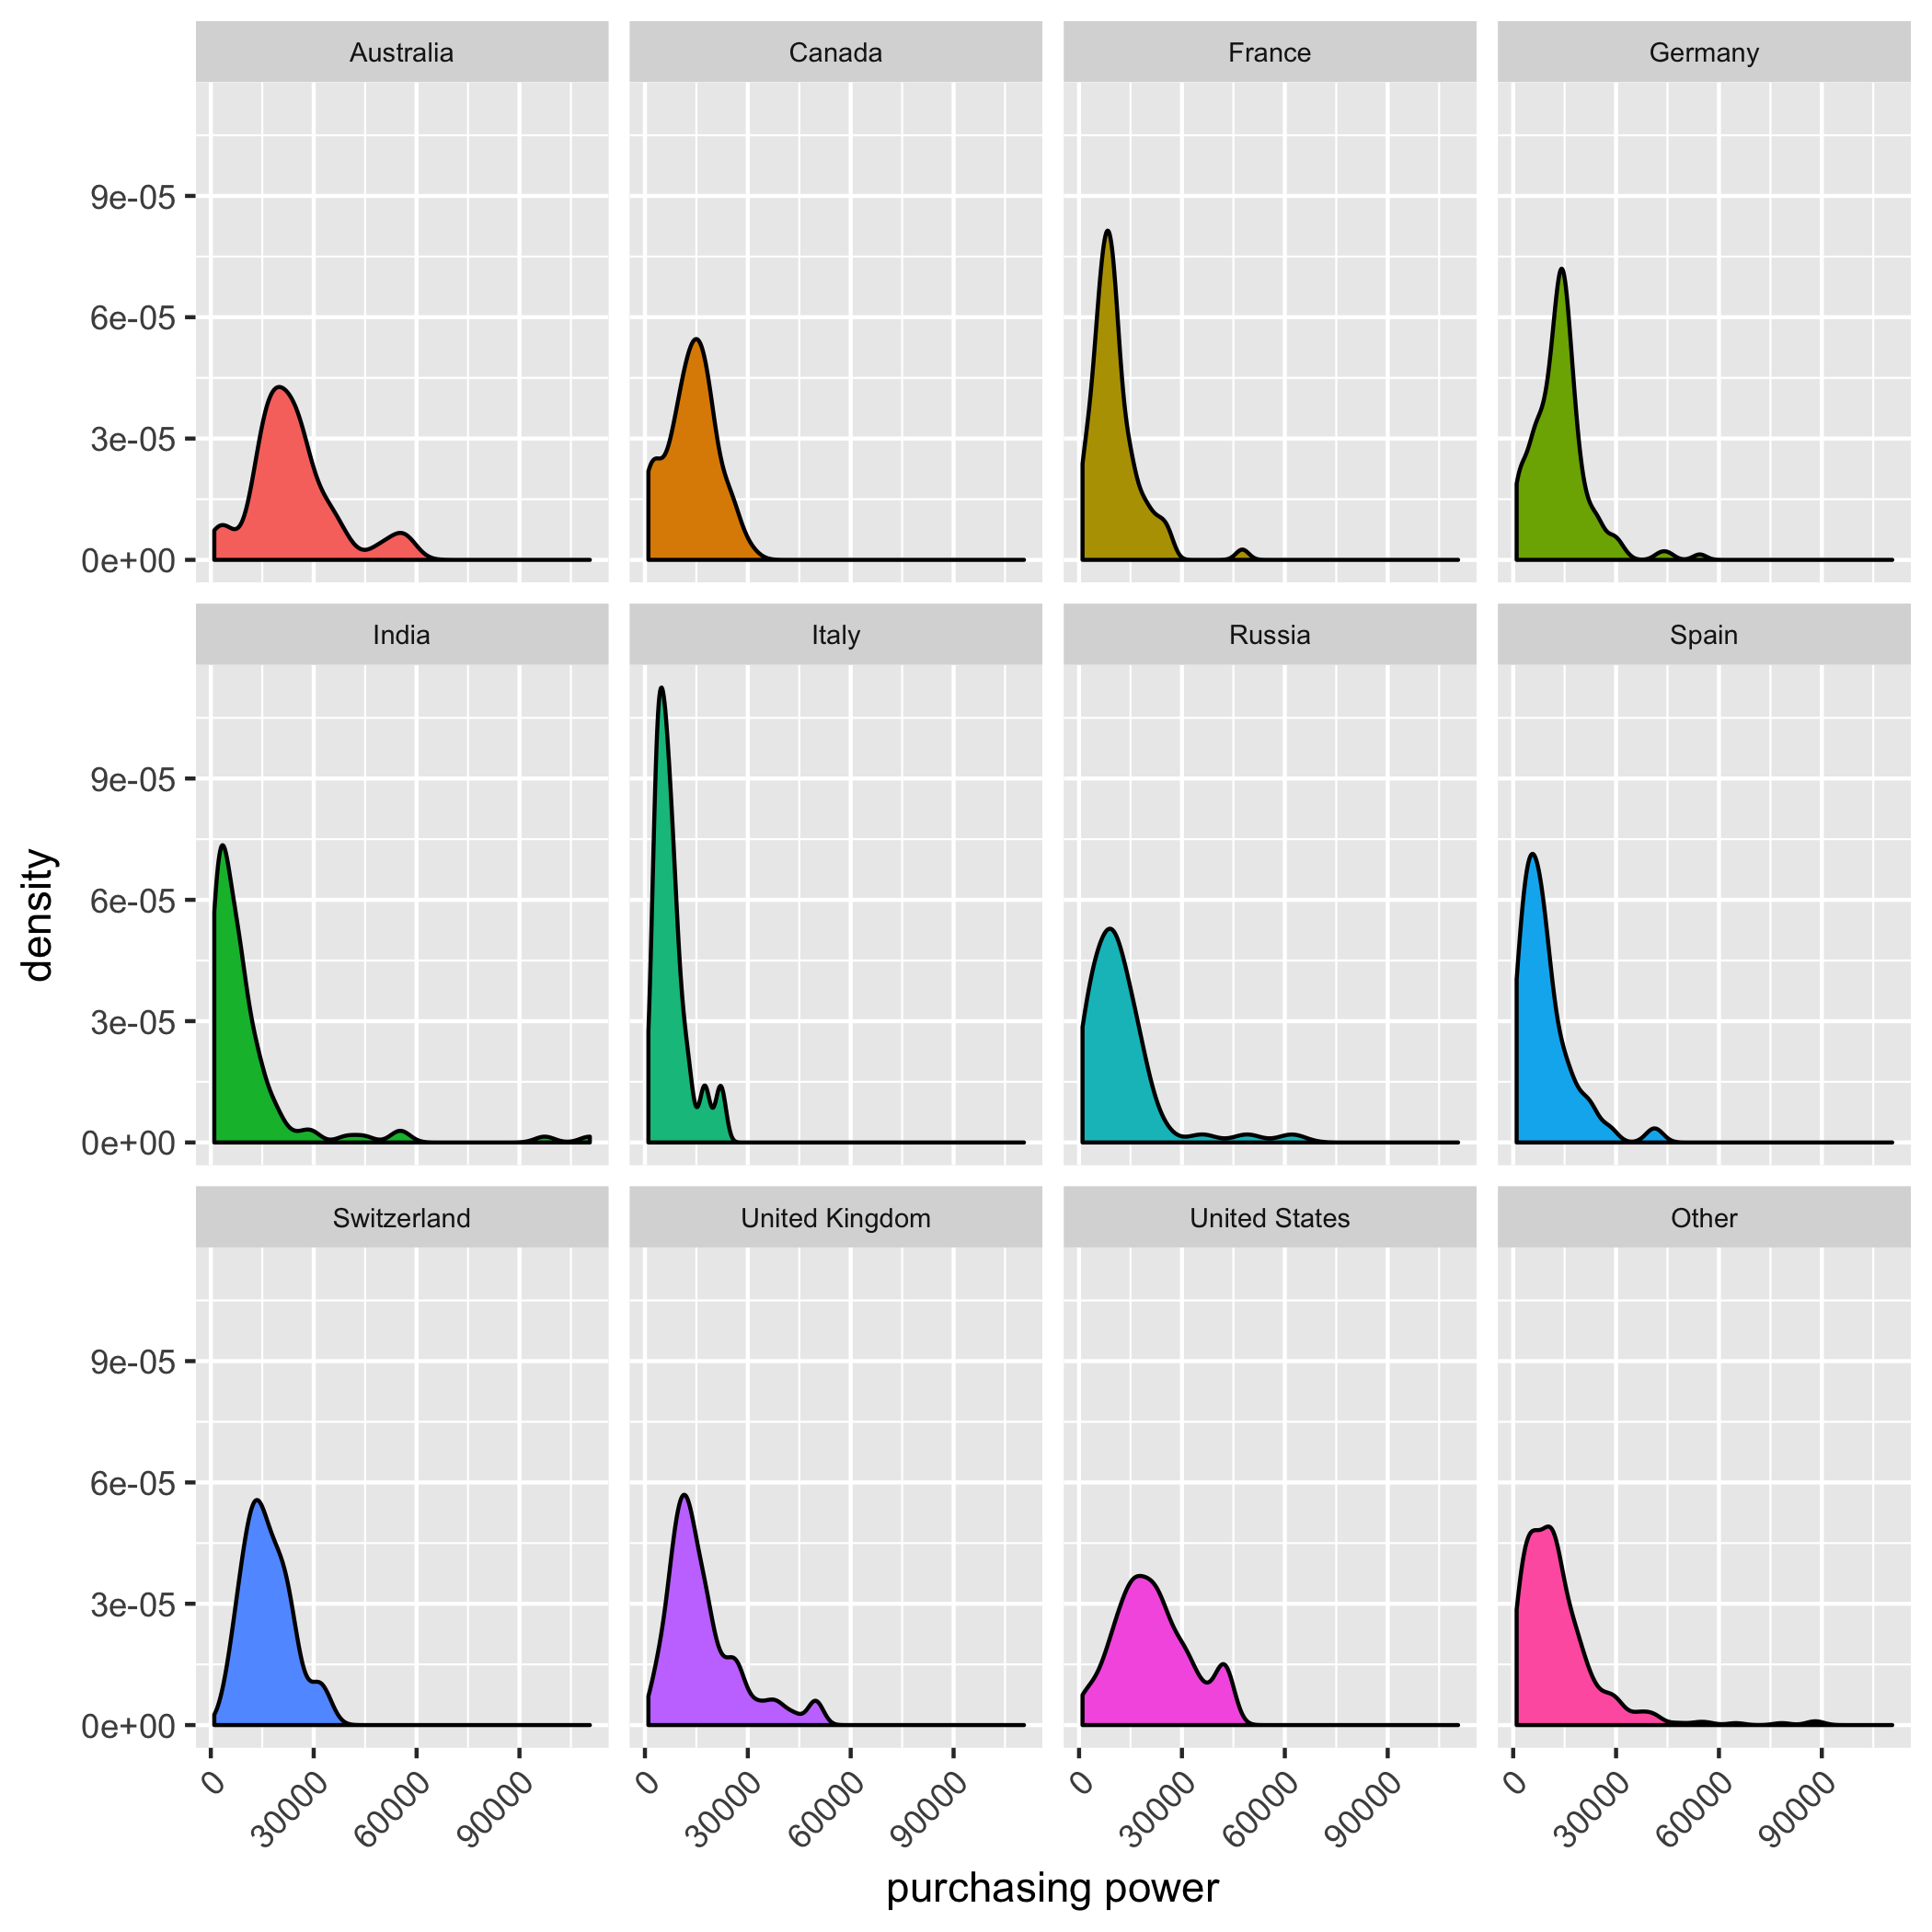 Australia
Canada
France
Germany
9e-05
6e-05
3e-05
0e+00
India
Italy
Russia
Spain
9e-05
6e-05
3e-05
0e+00
density
Switzerland
United Kingdom
United States
Other
9e-05
6e-05
3e-05
0e+00
0 30000 60000 90000
0 30000 60000 90000
0 30000 60000 90000
0 30000 60000 90000
purchasing power